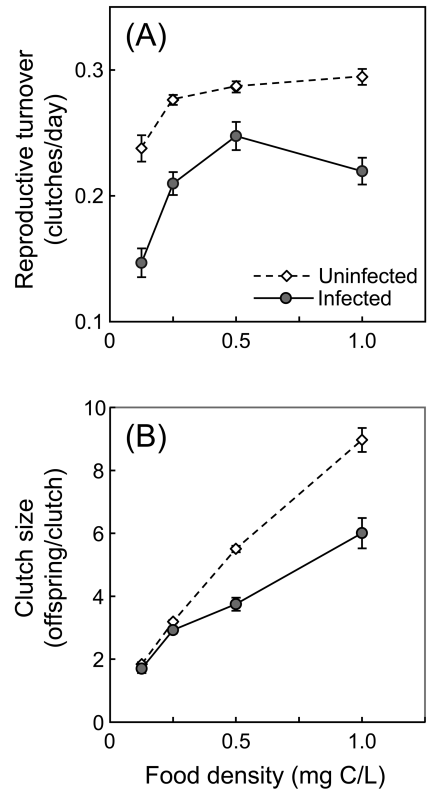 (A)
Reproductive turnover
(clutches/day)
0.3
0.2
0.1
Uninfected
Infected
0
0.5
1.0
(B)
Clutch size
(offspring/clutch)
10
8
6
4
2
0
0
0.5
1.0
Food density (mg C/L)